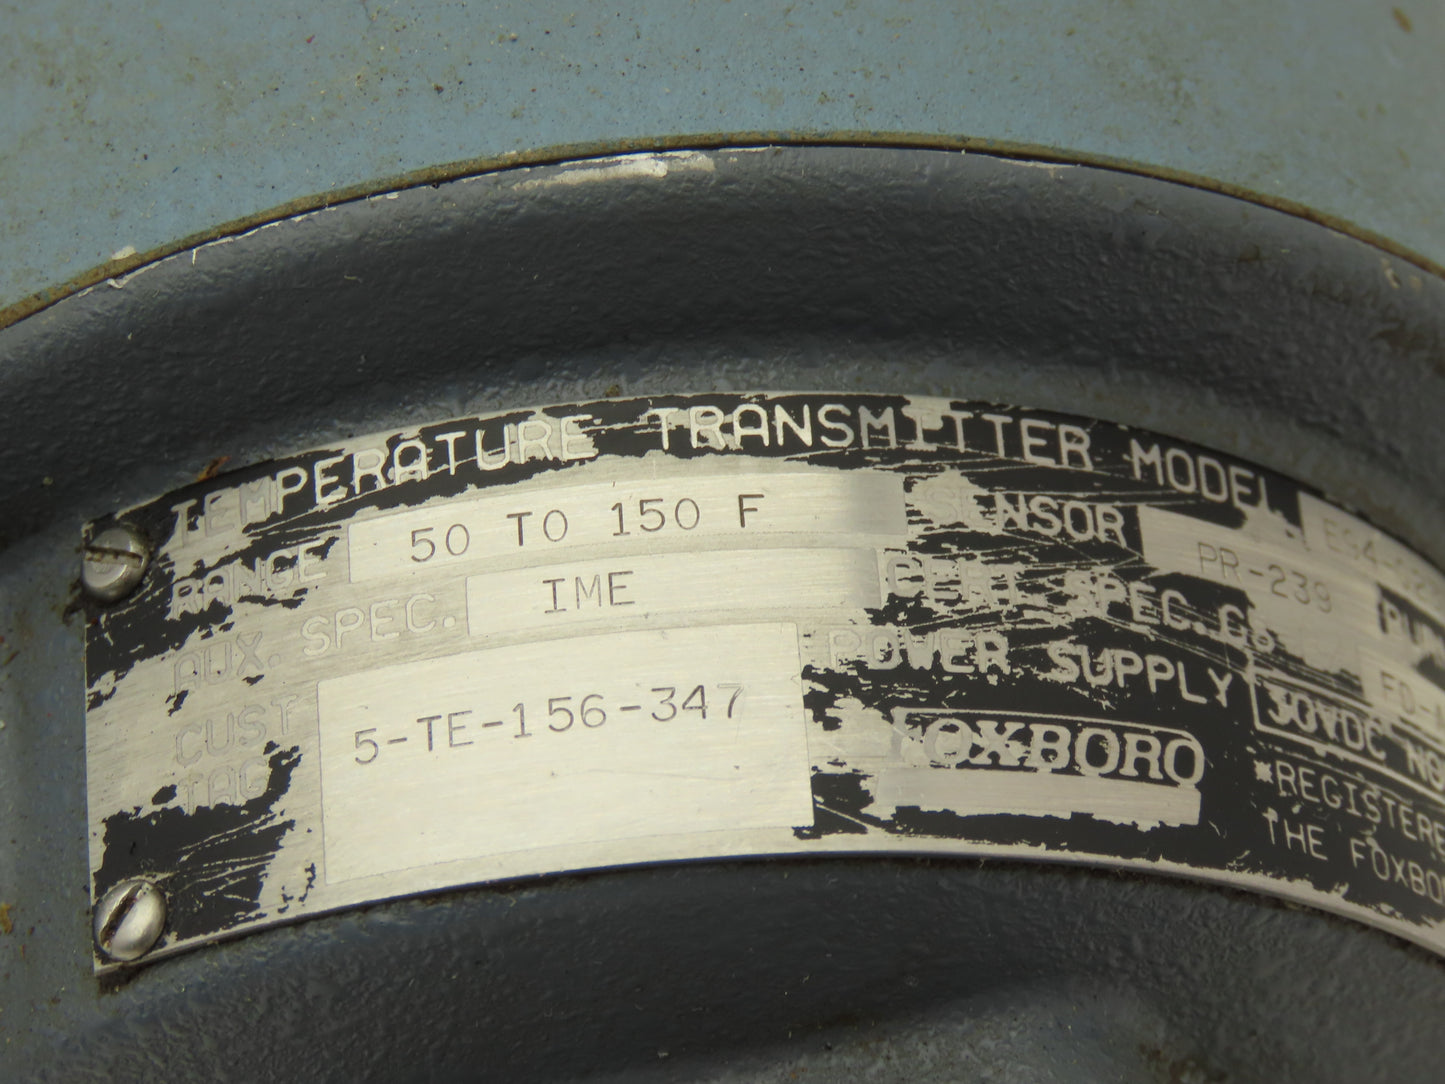 TEMPERATURE TRANSMITTER MODEL
RANGE 50 TO 150 F SENSOR PR-239
AUX. SPEC. IME CERT. SPEC.
CUST TAG 5-TE-156-347 POWER SUPPLY 30VDC
FOXBORO
*REGISTERE
THE FOXBO